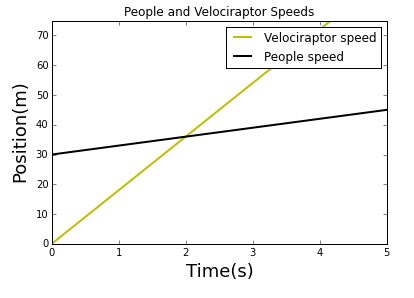 People and Velociraptor Speeds
Velociraptor speed
People speed
Position(m)
70
60
50
40
30
20
10
0
0 1 2 3 4 5
Time(s)